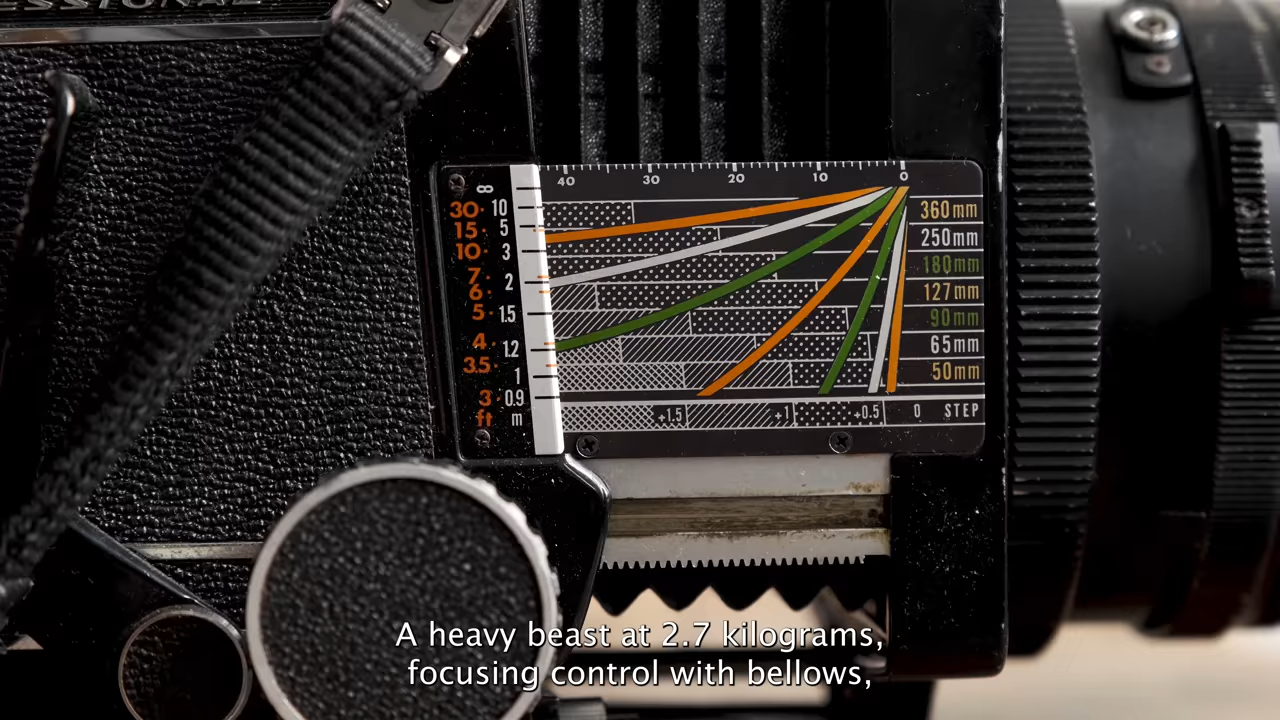 ESSIONAL
40 30 20 10 0
∞
30 10
15 5
10 3
7 2
6
5 1.5
4 1.2
3.5 1
3 0.9
ft m
360mm
250mm
180mm
127mm
90mm
65mm
50mm
+1.5 +1 +0.5 0 STEP
A heavy beast at 2.7 kilograms,
focusing control with bellows,